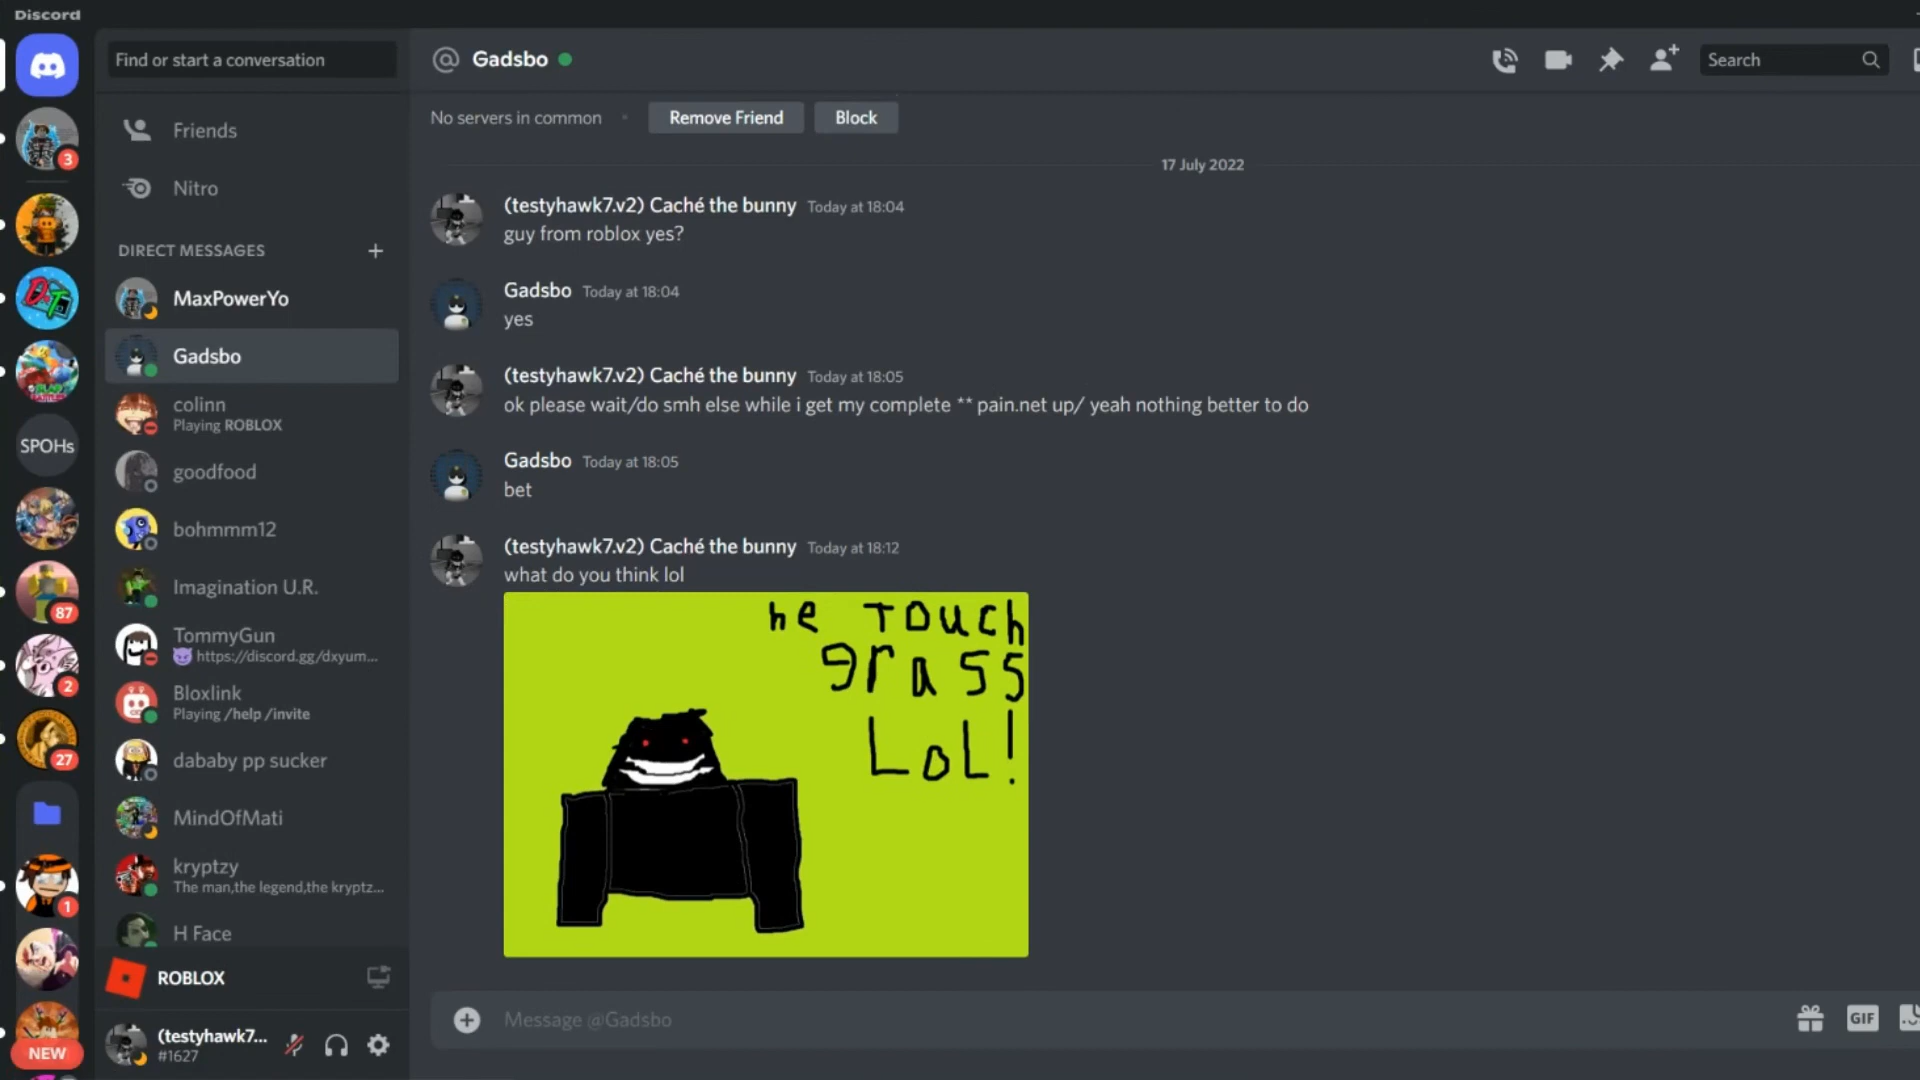 Discord
Find or start a conversation
Friends
Nitro
DIRECT MESSAGES
MaxPowerYo
Gadsbo
colinn
Playing ROBLOX
goodfood
bohmmm12
Imagination U.R.
TommyGun
https://discord.gg/dxyum...
Bloxlink
Playing /help /invite
dababy pp sucker
MindOfMati
kryptzy
The man,the legend,the kryptz...
H Face
ROBLOX
(testyhawk7...
#1627
3
SPOHs
87
2
27
1
NEW
Gadsbo
Search
No servers in common
Remove Friend
Block
17 July 2022
(testyhawk7.v2) Caché the bunny Today at 18:04
guy from roblox yes?
Gadsbo Today at 18:04
yes
(testyhawk7.v2) Caché the bunny Today at 18:05
ok please wait/do smh else while i get my complete ** pain.net up/ yeah nothing better to do
Gadsbo Today at 18:05
bet
(testyhawk7.v2) Caché the bunny Today at 18:12
what do you think lol
he Touch
grass
LoL!
Message @Gadsbo
GIF